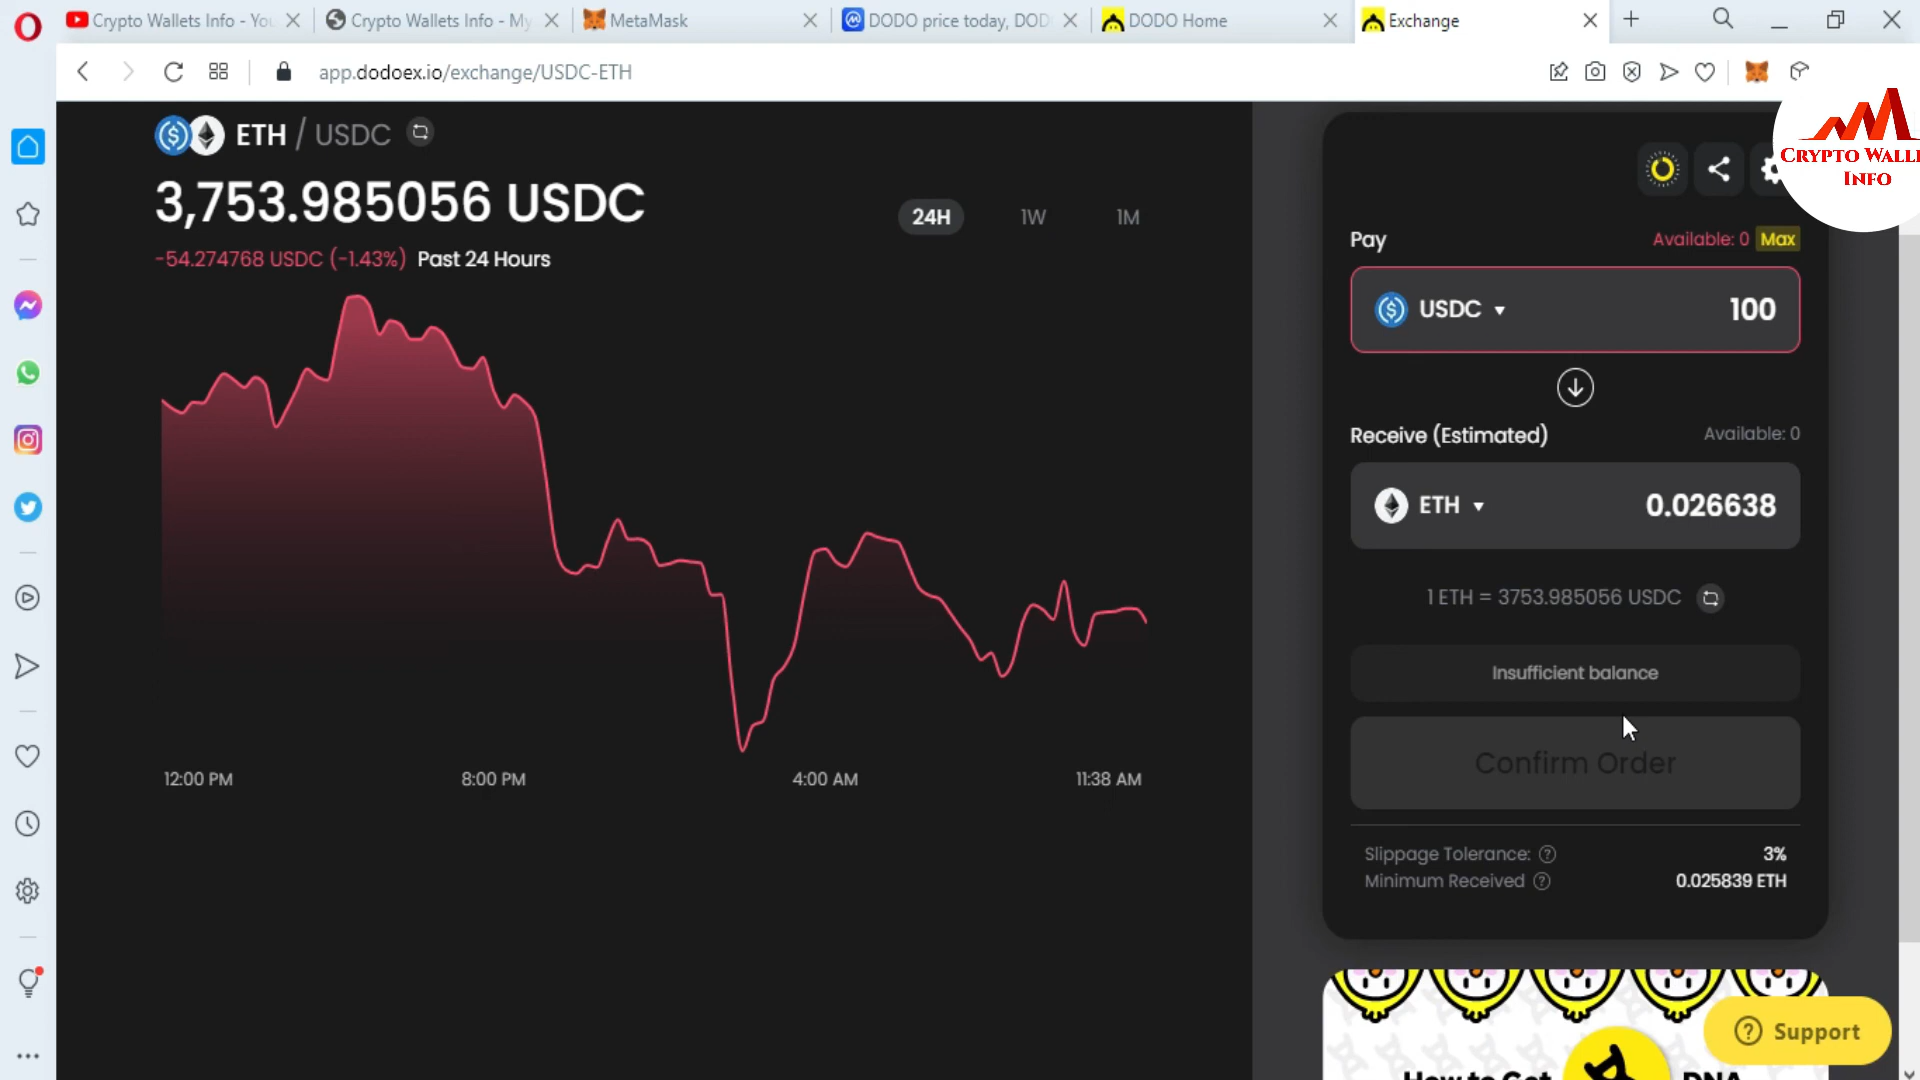 Crypto Wallets Info - You
Crypto Wallets Info - My
MetaMask
DODO price today, DOD
DODO Home
Exchange
app.dodoex.io/exchange/USDC-ETH
CRYPTO WALL
INFO
ETH / USDC
3,753.985056 USDC
-54.274768 USDC (-1.43%) Past 24 Hours
24H 1W 1M
12:00 PM 8:00 PM 4:00 AM 11:38 AM
Pay Available: 0 Max
USDC 100
Receive (Estimated) Available: 0
ETH 0.026638
1 ETH = 3753.985056 USDC
Insufficient balance
Confirm Order
Slippage Tolerance: 3%
Minimum Received 0.025839 ETH
Support